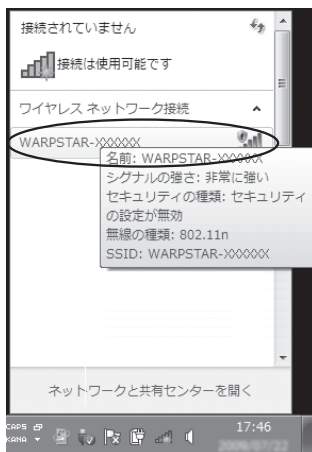 接続されていません
接続は使用可能です
ワイヤレス ネットワーク接続
WARPSTAR-XXXXXX
名前: WARPSTAR-XXXXXX
シグナルの強さ: 非常に強い
セキュリティの種類: セキュリティ
の設定が無効
無線の種類: 802.11n
SSID: WARPSTAR-XXXXXX
ネットワークと共有センターを開く
CAPS
KANA
17:46
2009/07/22